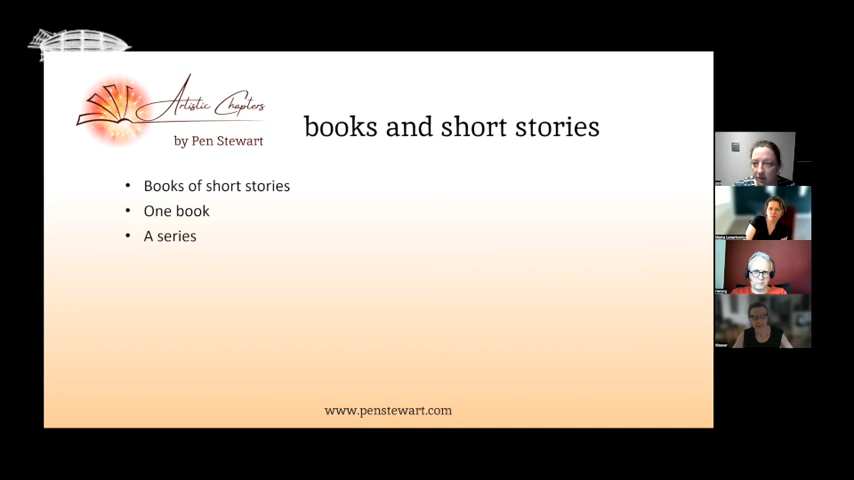 Artistic Chapters
by Pen Stewart
books and short stories
• Books of short stories
• One book
• A series
www.penstewart.com